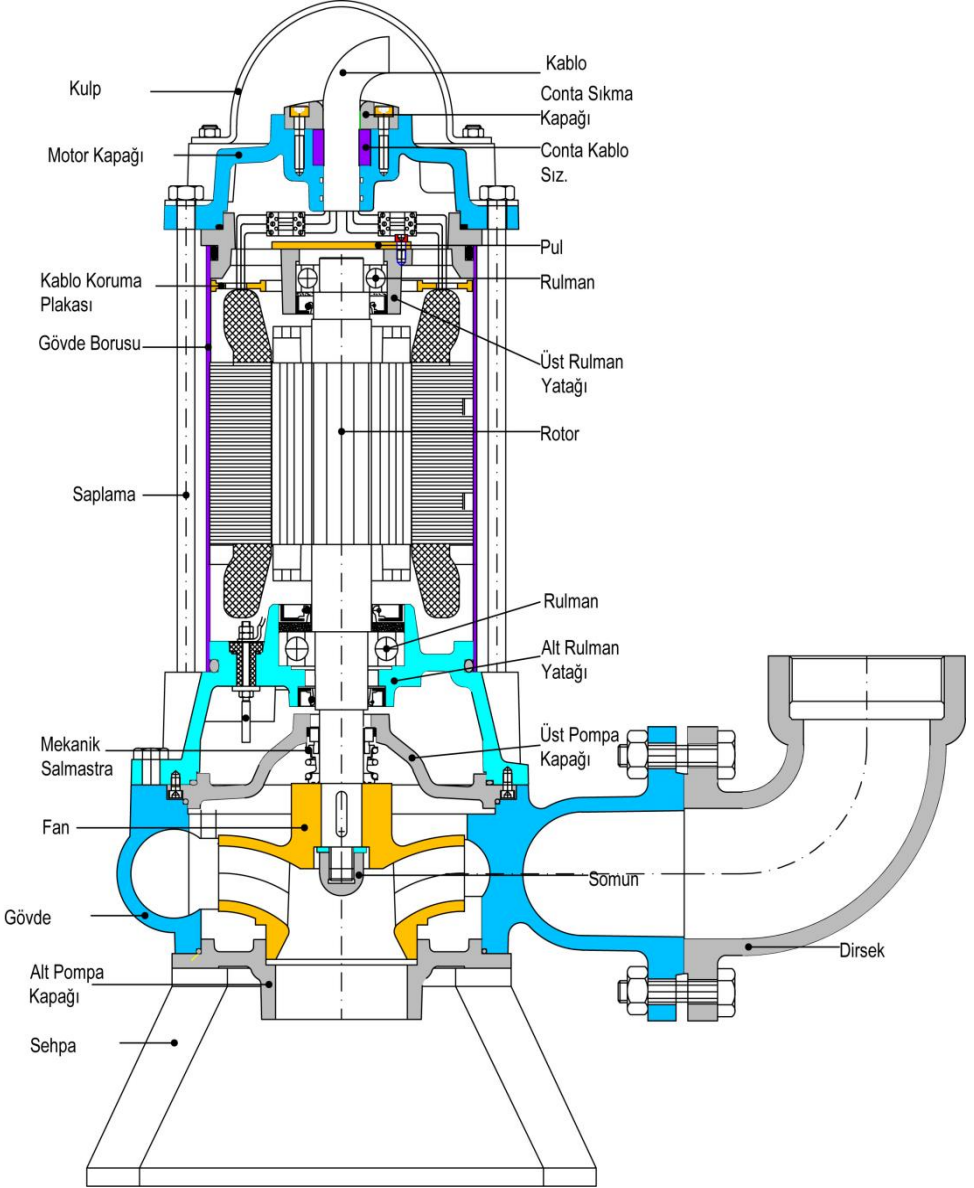 Kulp
Motor Kapağı
Kablo Koruma
Plakası
Gövde Borusu
Saplama
Mekanik
Salmastra
Fan
Gövde
Alt Pompa
Kapağı
Sehpa
Kablo
Conta Sıkma
Kapağı
Conta Kablo
Sız.
Pul
Rulman
Üst Rulman
Yatağı
Rotor
Rulman
Alt Rulman
Yatağı
Üst Pompa
Kapağı
Somun
Dirsek